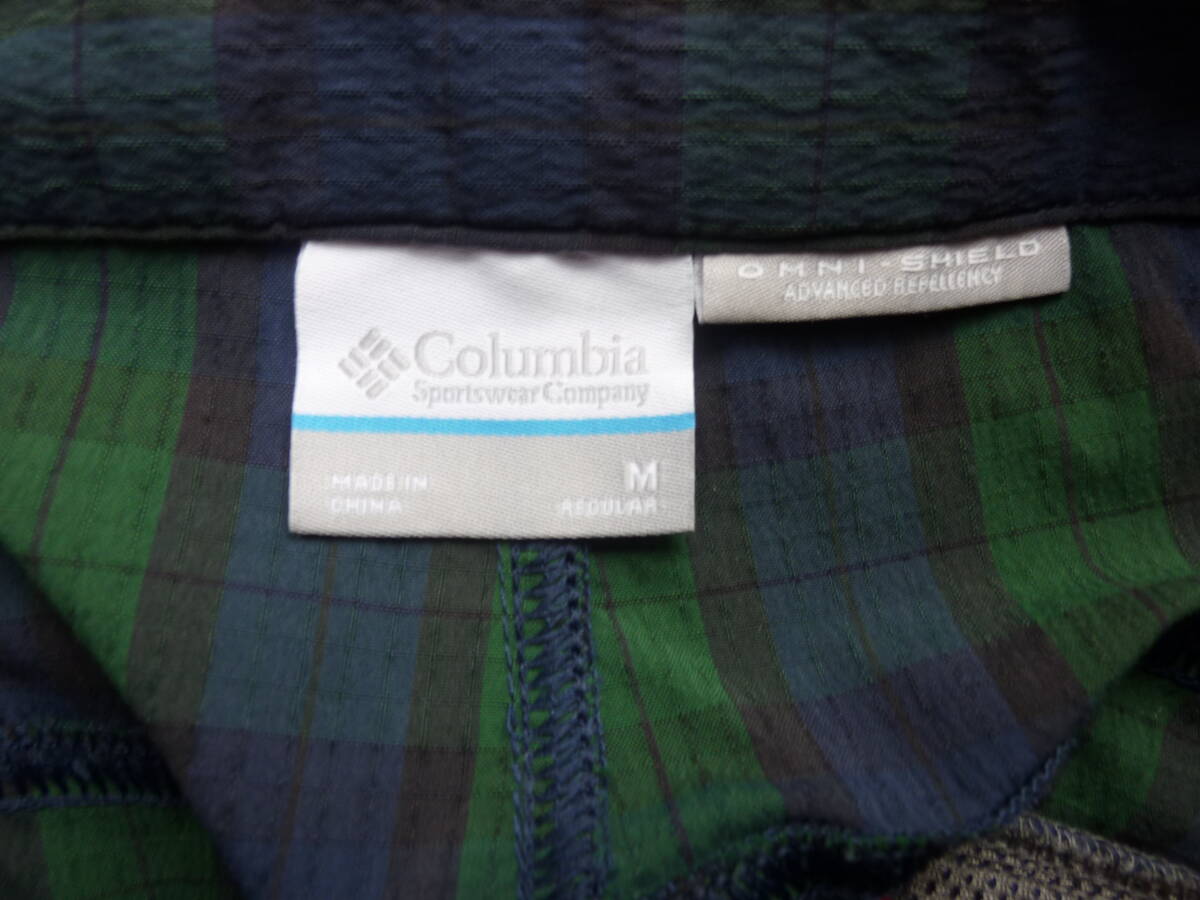 Columbia
Sportswear Company
MADE IN
CHINA
M
REGULAR
OMNI-SHIELD
ADVANCED REPELLENCY